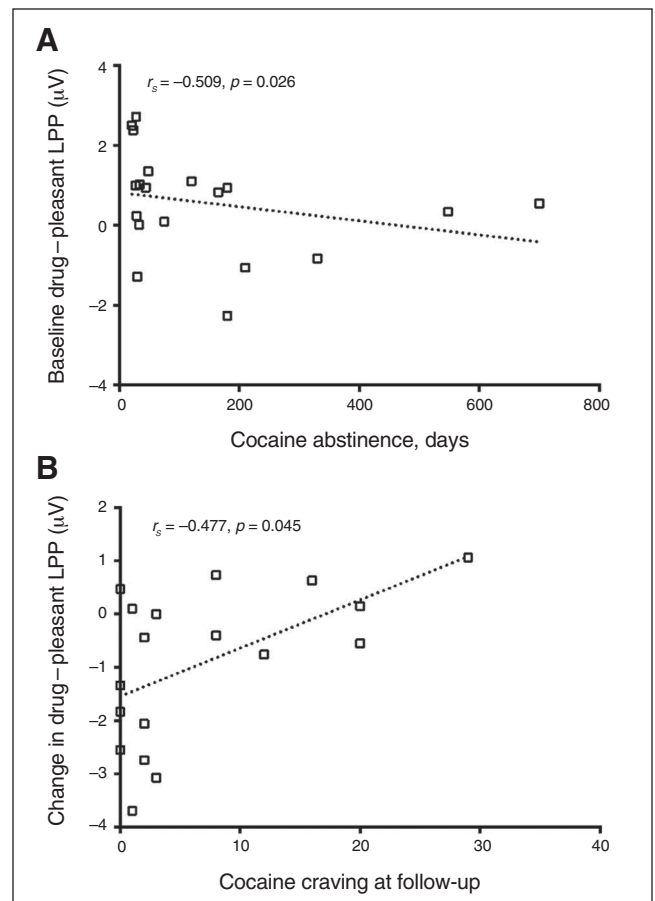 A
Baseline drug–pleasant LPP (µV)
rs = –0.509, p = 0.026
4
2
0
–2
–4
0 200 400 600 800
Cocaine abstinence, days
B
Change in drug–pleasant LPP (µV)
rs = –0.477, p = 0.045
2
1
0
–1
–2
–3
–4
0 10 20 30 40
Cocaine craving at follow-up